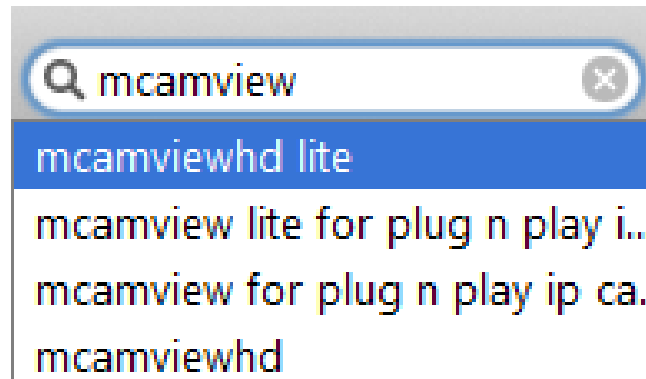 mcamview
mcamviewhd lite
mcamview lite for plug n play i..
mcamview for plug n play ip ca.
mcamviewhd